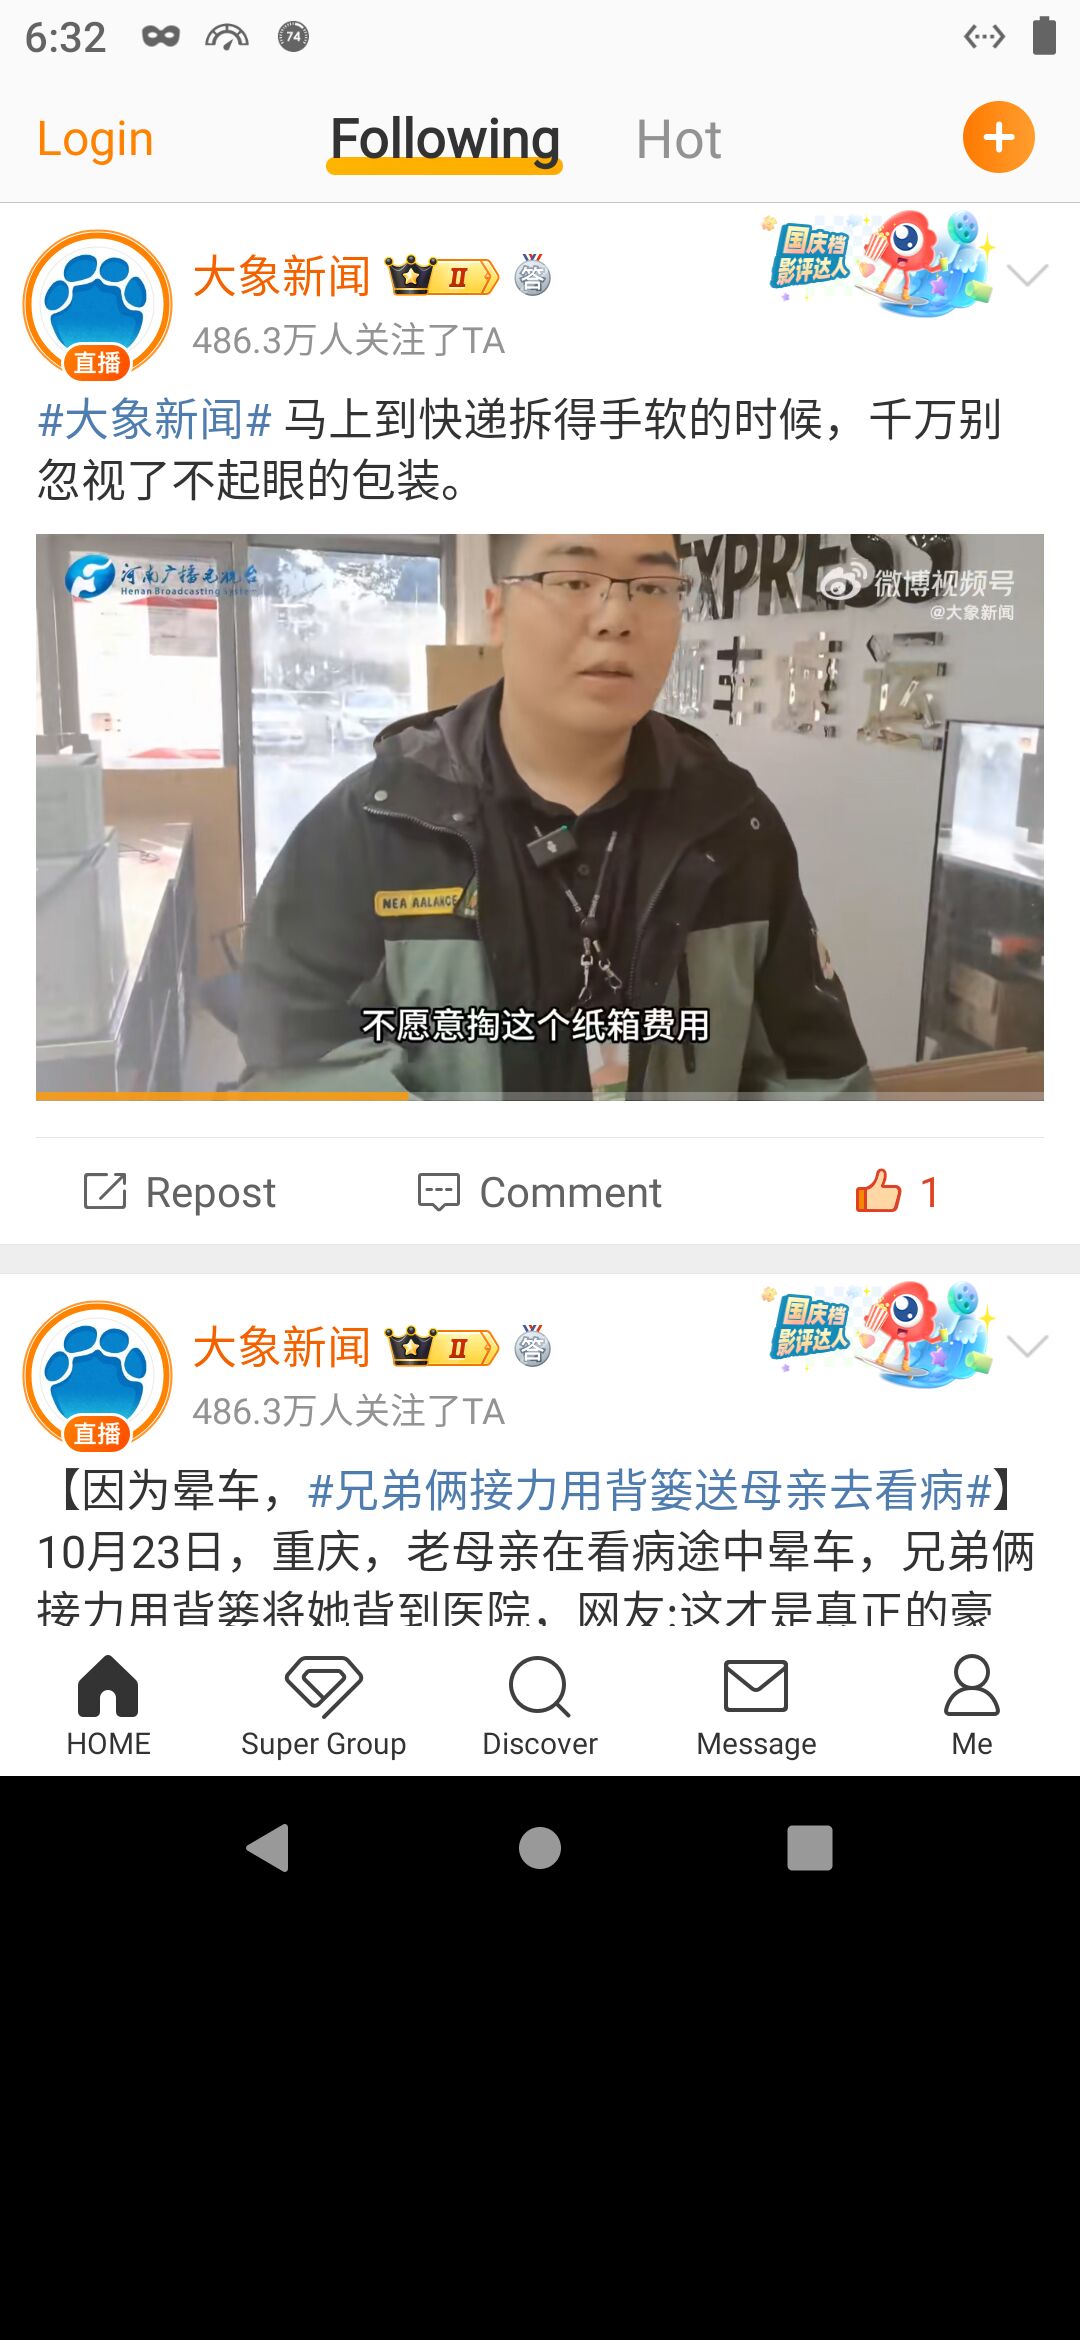 6:32
74
Login
Following
Hot
大象新闻
II
答
国庆档
影评达人
486.3万人关注了TA
直播
#大象新闻# 马上到快递拆得手软的时候，千万别
忽视了不起眼的包装。
河南广播电视台
Henan Broadcasting System
EXPRESS
微博视频号
@大象新闻
NEA AALANCE
不愿意掏这个纸箱费用
Repost
Comment
1
大象新闻
II
答
国庆档
影评达人
486.3万人关注了TA
直播
【因为晕车，#兄弟俩接力用背篓送母亲去看病#】
10月23日，重庆，老母亲在看病途中晕车，兄弟俩
接力用背篓将她背到医院，网友:这才是真正的豪
HOME
Super Group
Discover
Message
Me